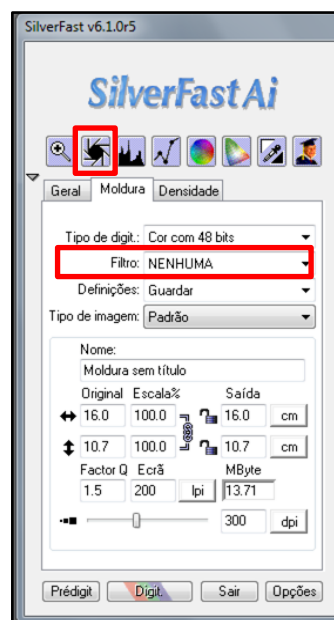 SilverFast v6.1.0r5
SilverFast Ai
Geral Moldura Densidade
Tipo de digit.: Cor com 48 bits
Filtro: NENHUMA
Definições: Guardar
Tipo de imagem: Padrão
Nome:
Moldura sem título
Original Escala% Saída
16.0 100.0 16.0 cm
10.7 100.0 10.7 cm
Factor Q Ecrã MByte
1.5 200 lpi 13.71
300 dpi
Prédigit Digit. Sair Opções